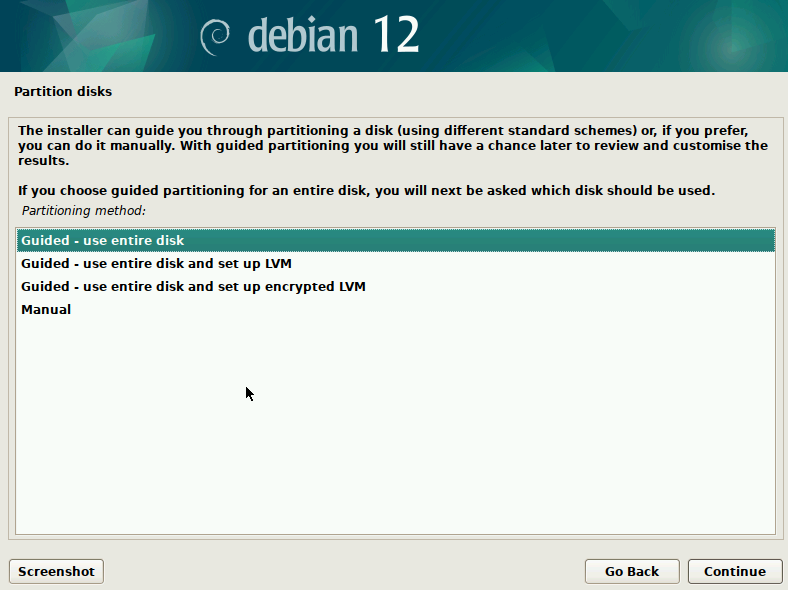 debian 12
Partition disks
The installer can guide you through partitioning a disk (using different standard schemes) or, if you prefer,
you can do it manually. With guided partitioning you will still have a chance later to review and customise the
results.
If you choose guided partitioning for an entire disk, you will next be asked which disk should be used.
Partitioning method:
Guided - use entire disk
Guided - use entire disk and set up LVM
Guided - use entire disk and set up encrypted LVM
Manual
Screenshot
Go Back
Continue